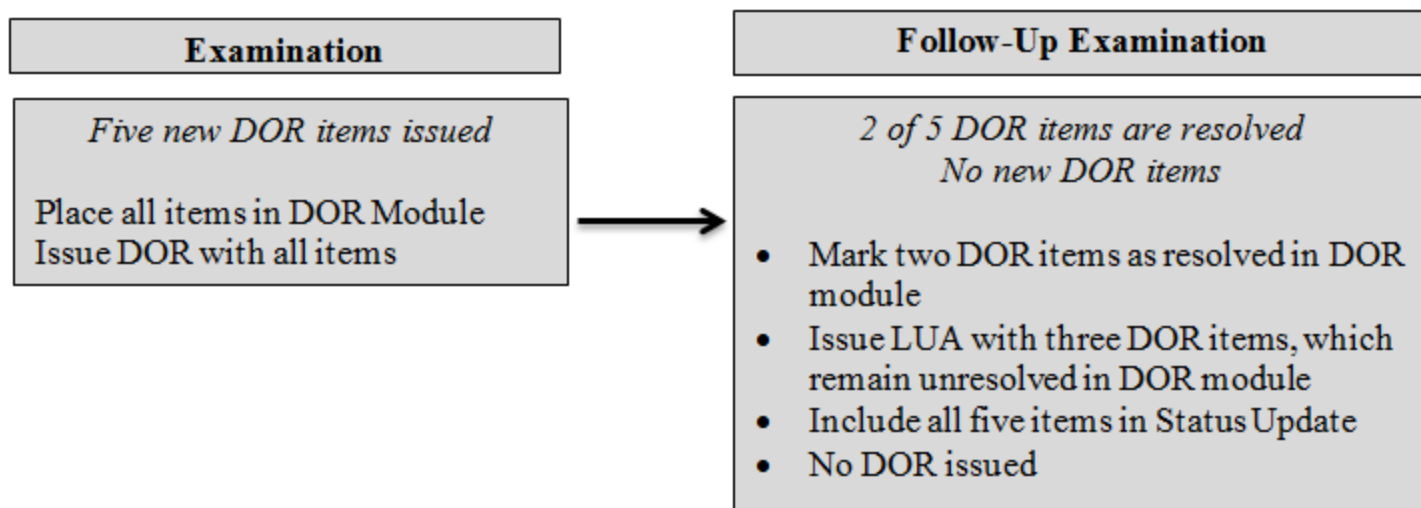 Examination
Five new DOR items issued
Place all items in DOR Module
Issue DOR with all items
Follow-Up Examination
2 of 5 DOR items are resolved
No new DOR items
• Mark two DOR items as resolved in DOR
module
• Issue LUA with three DOR items, which
remain unresolved in DOR module
• Include all five items in Status Update
• No DOR issued